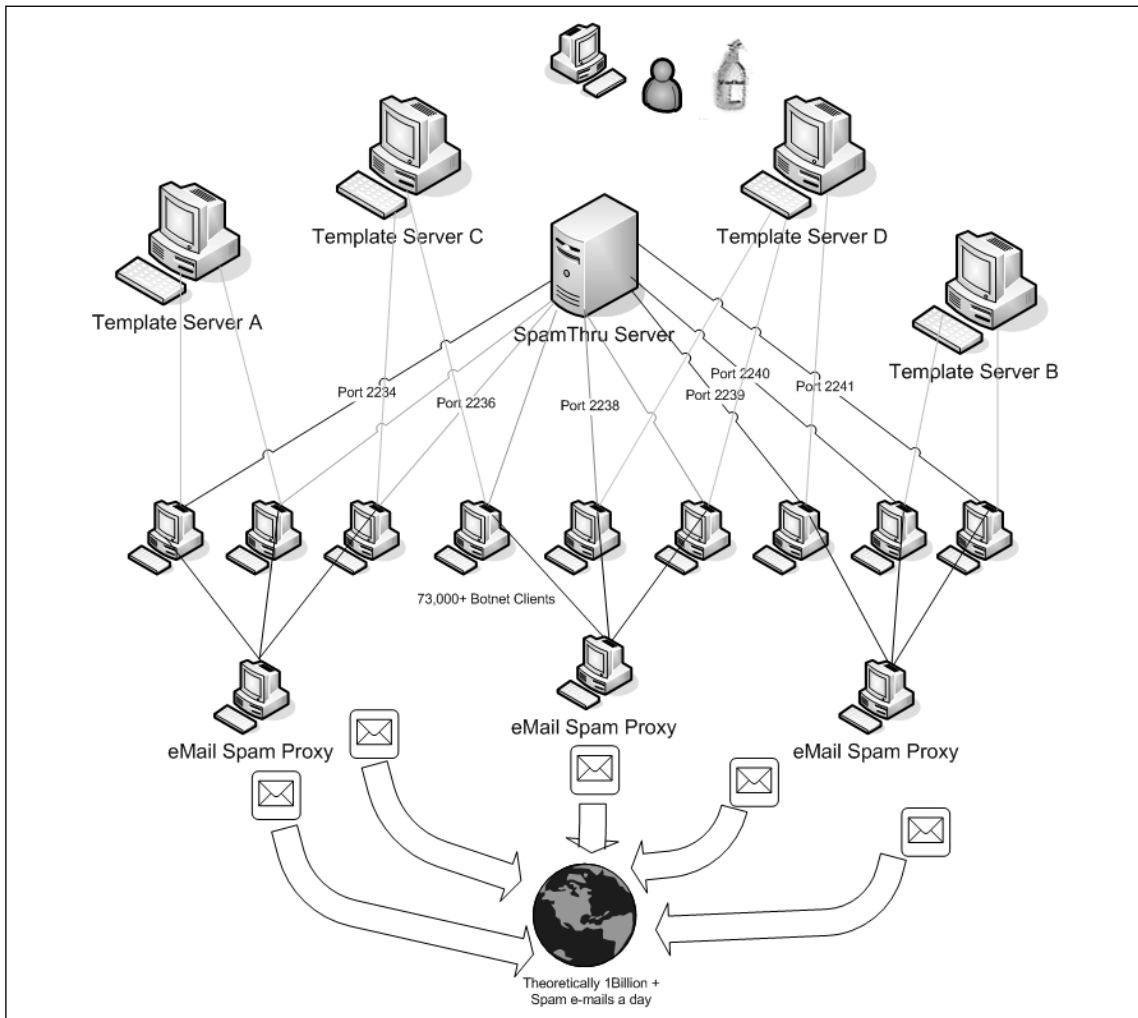 Template Server C
Template Server D
Template Server A
SpamThru Server
Template Server B
Port 2234
Port 2236
Port 2238
Port 2240
Port 2239
Port 2241
73,000+ Botnet Clients
eMail Spam Proxy
eMail Spam Proxy
eMail Spam Proxy
Theoretically 1Billion +
Spam e-mails a day